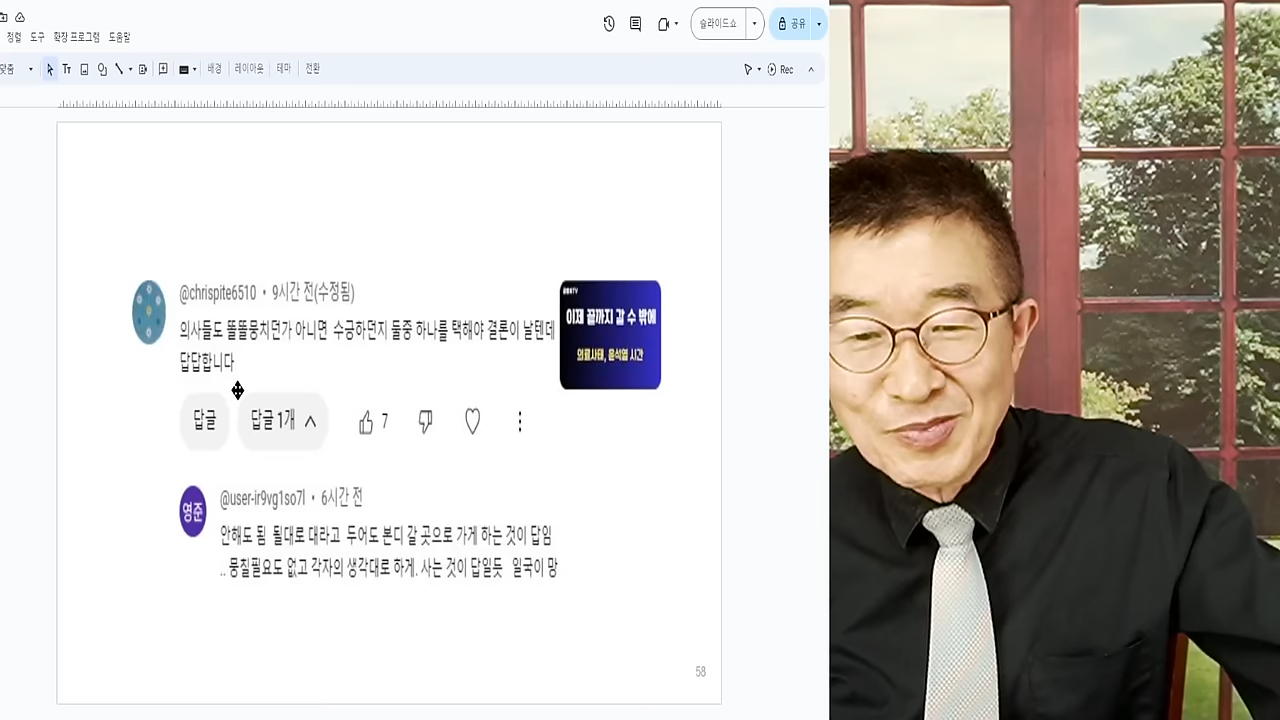 정렬 도구 확장 프로그램 도움말
슬라이드쇼
공유
맞춤
Tт
배경 레이아웃 테마 전환
Rec
@chrispite6510 • 9시간 전(수정됨)
의사들도 똘똘뭉치던가 아니면 수긍하던지 둘중 하나를 택해야 결론이 날텐데
답답합니다
이제 끝까지 갈 수 밖에
의료사태, 윤석열 시간
답글 답글 1개 7
영준
@user-ir9vg1so7l • 6시간 전
안해도 됨 될대로 대라고 두어도 본디 갈 곳으로 가게 하는 것이 답임
.. 뭉칠필요도 없고 각자의 생각대로 하게. 사는 것이 답일듯 일국이 망
58